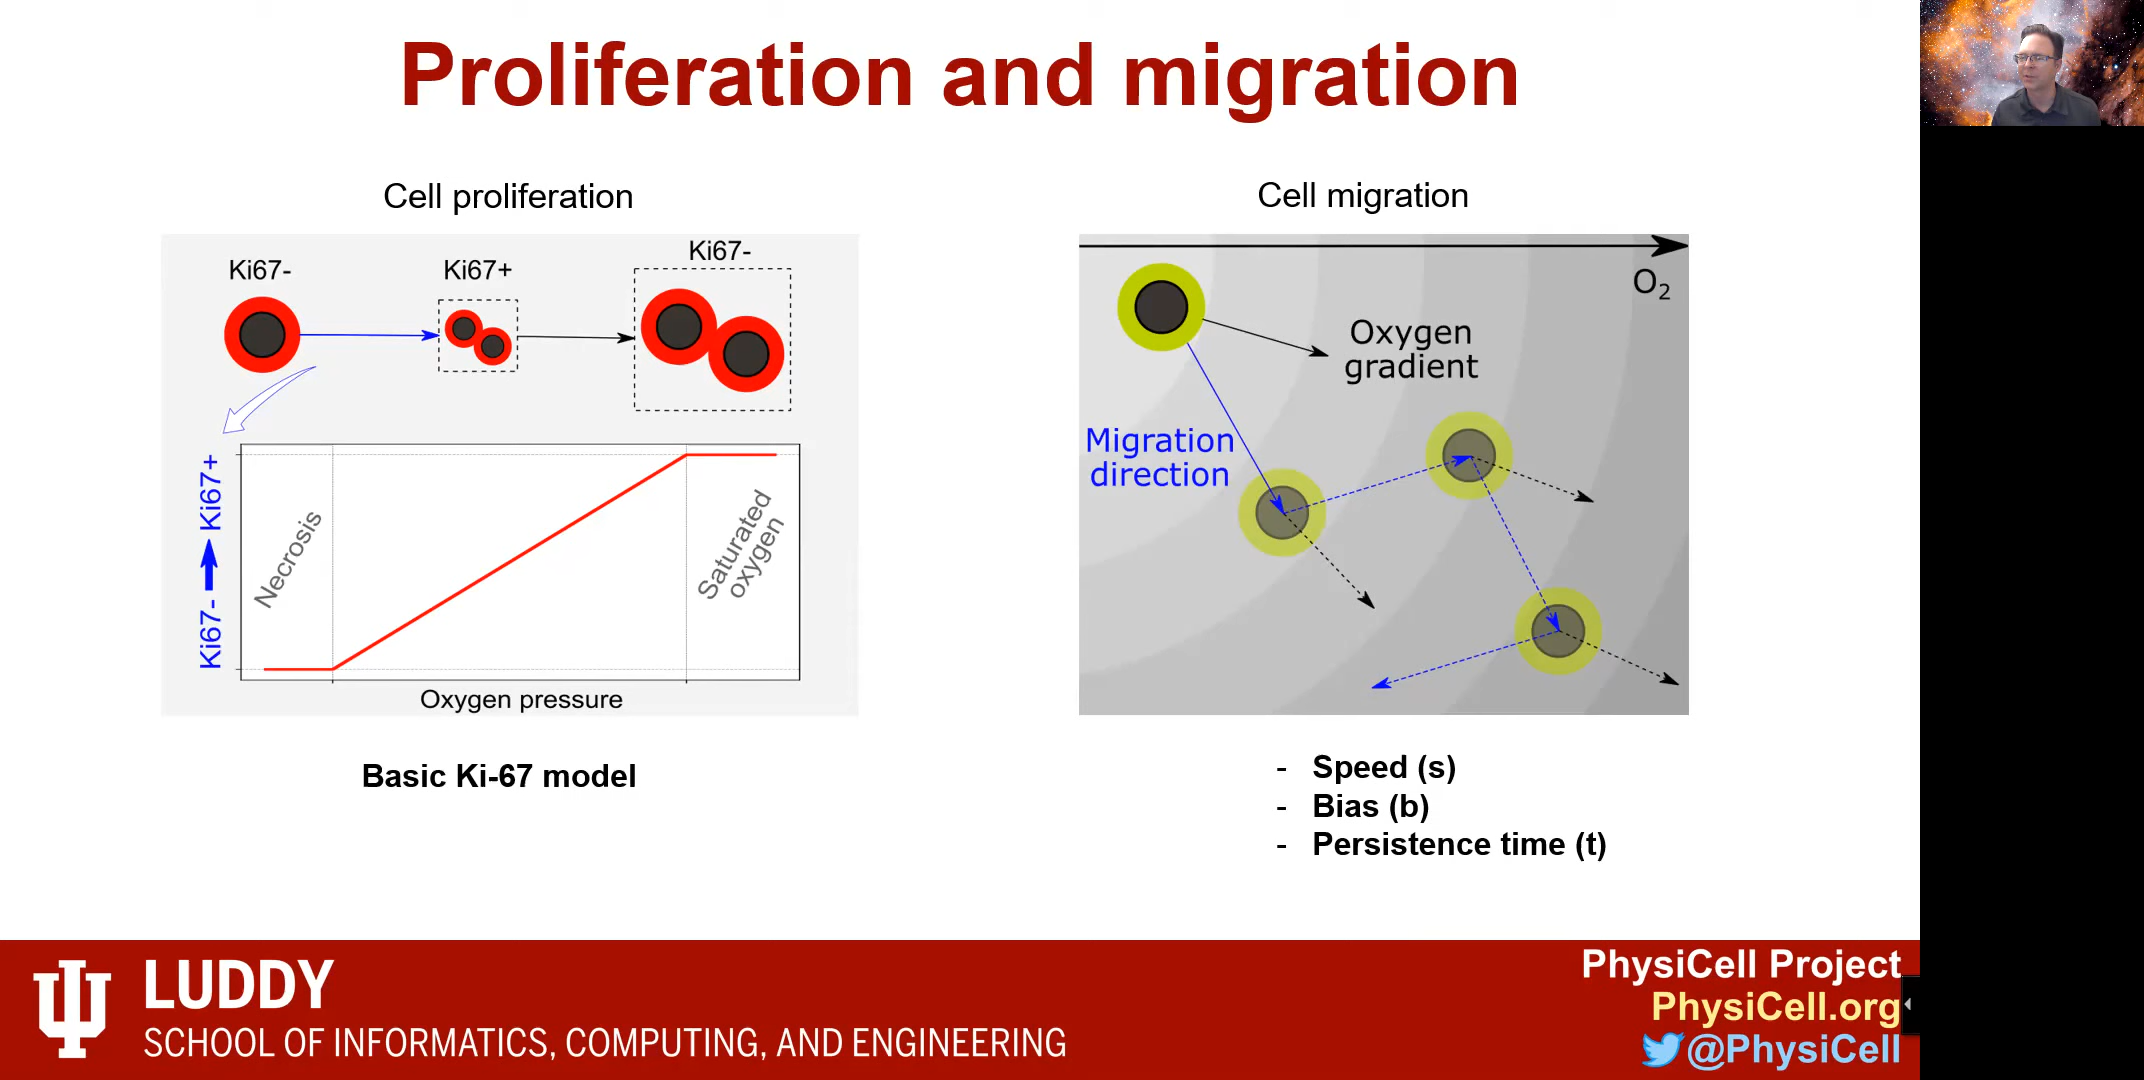 Proliferation and migration
Cell proliferation
Ki67-
Ki67+
Ki67-
Ki67- → Ki67+
Necrosis
Saturated
oxygen
Oxygen pressure
Basic Ki-67 model
Cell migration
O₂
Oxygen
gradient
Migration
direction
- Speed (s)
- Bias (b)
- Persistence time (t)
LUDDY
SCHOOL OF INFORMATICS, COMPUTING, AND ENGINEERING
PhysiCell Project
PhysiCell.org
@PhysiCell